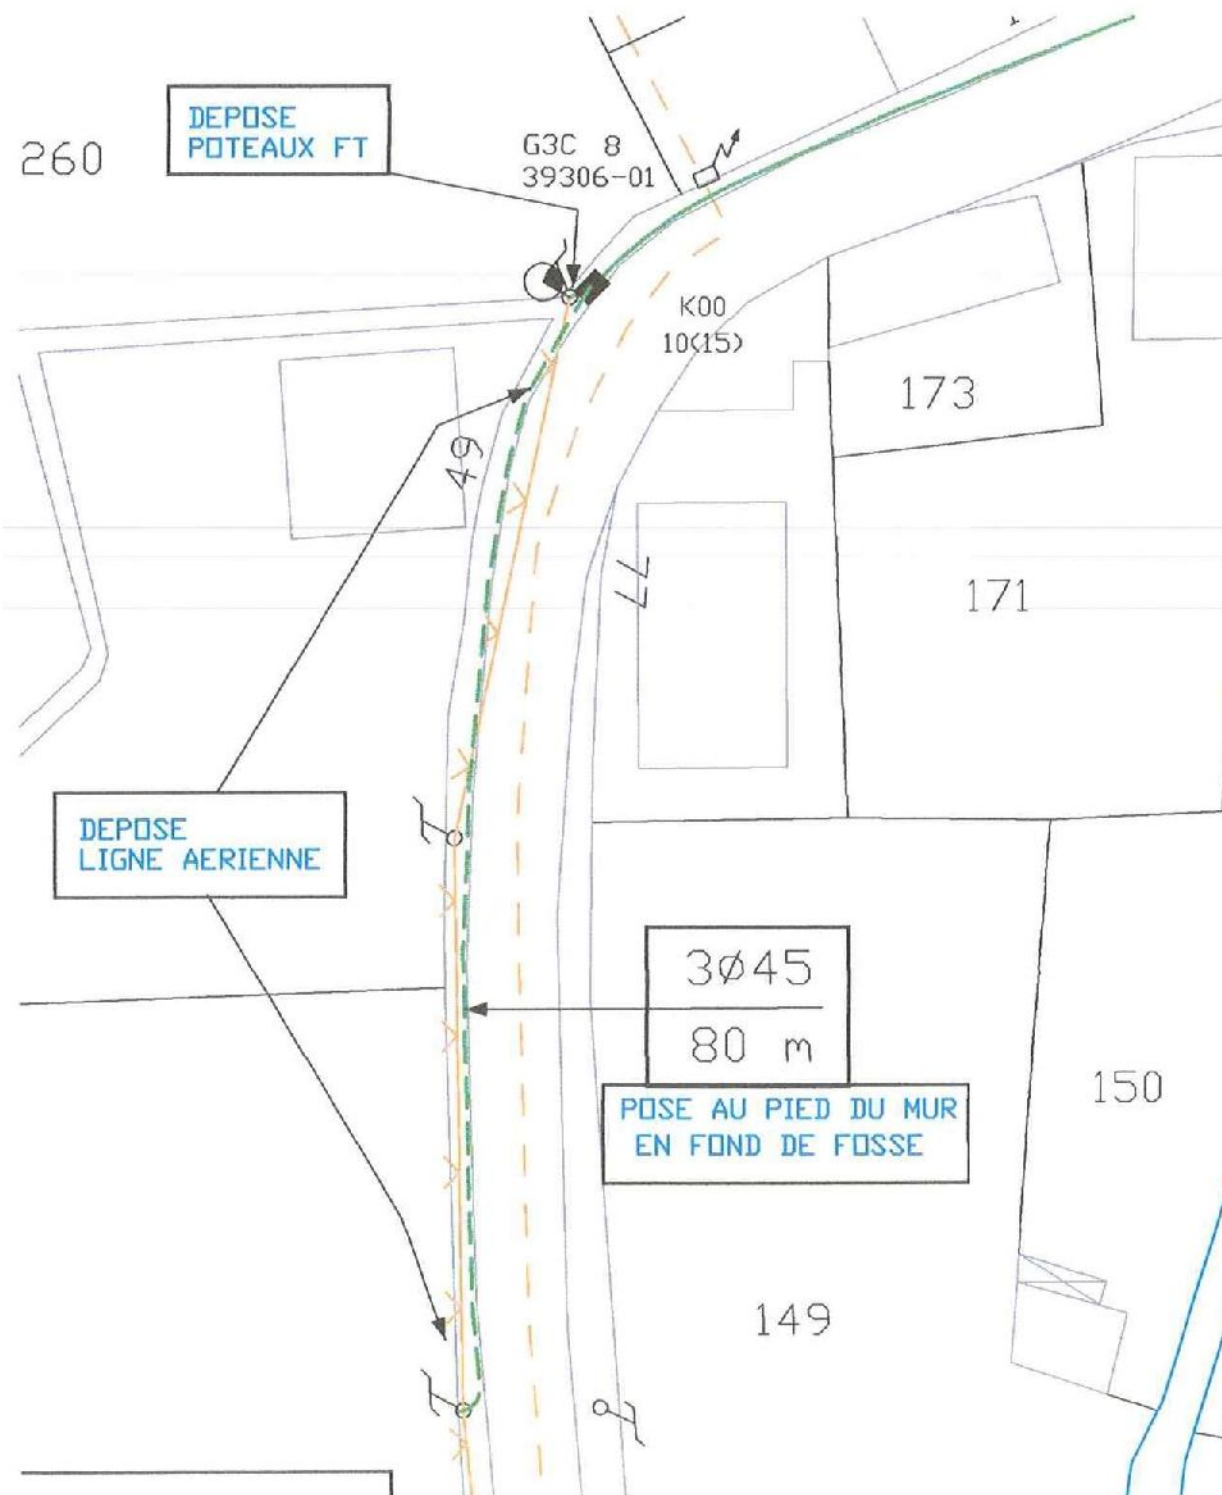 DEPOSE
POTEAUX FT
260
G3C 8
39306-01
K00
10(15)
173
49
77
171
DEPOSE
LIGNE AERIENNE
3ø45
80 m
POSE AU PIED DU MUR
EN FOND DE FOSSE
150
149